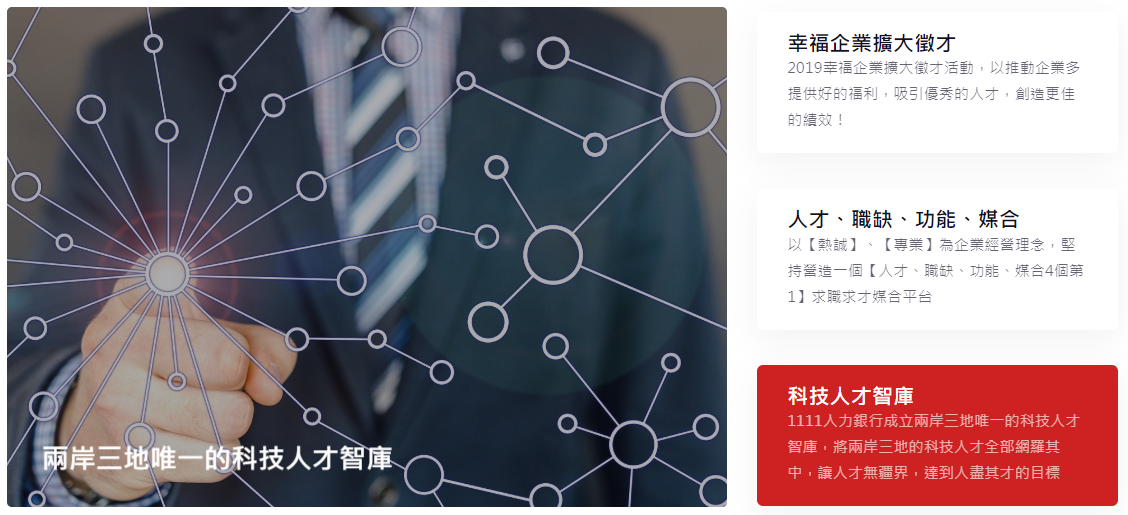 兩岸三地唯一的科技人才智庫
幸福企業擴大徵才
2019幸福企業擴大徵才活動，以推動企業多
提供好的福利，吸引優秀的人才，創造更佳
的績效！
人才、職缺、功能、媒合
以【熱誠】、【專業】為企業經營理念，堅
持營造一個【人才、職缺、功能、媒合4個第
1】求職求才媒合平台
科技人才智庫
1111人力銀行成立兩岸三地唯一的科技人才
智庫，將兩岸三地的科技人才全部網羅其
中，讓人才無疆界，達到人盡其才的目標